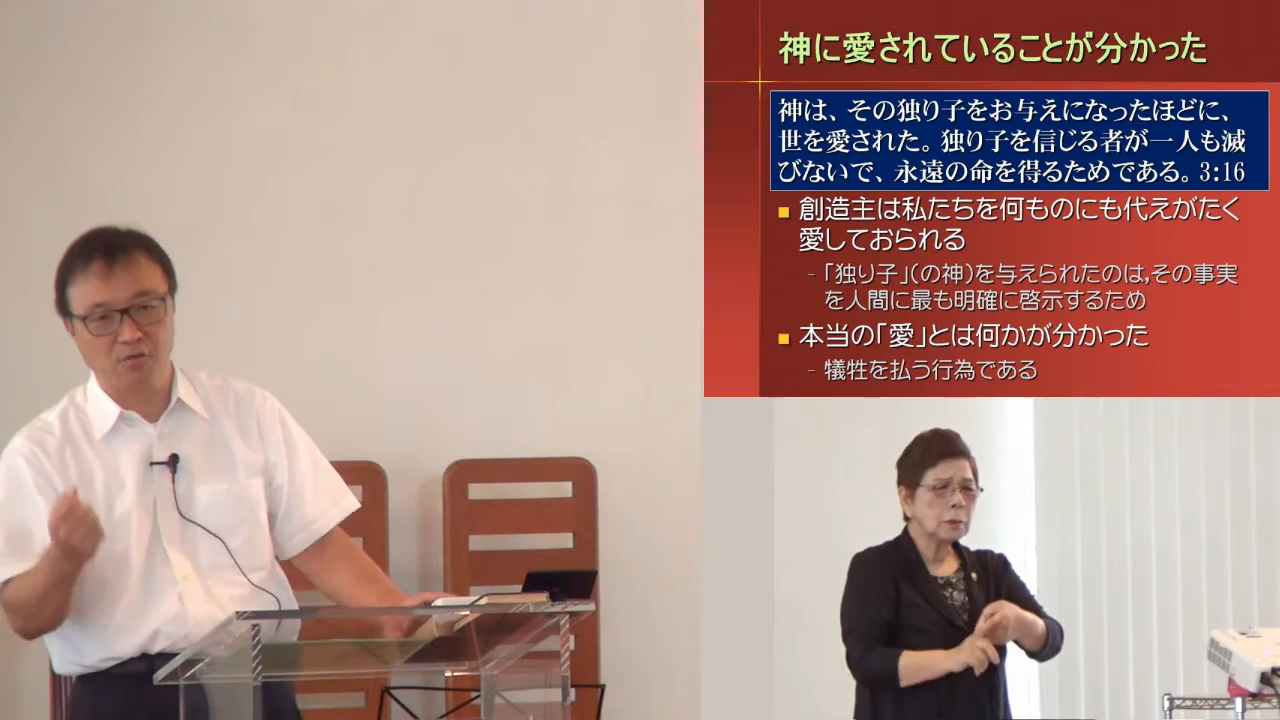 神に愛されていることが分かった
神は、その独り子をお与えになったほどに、
世を愛された。独り子を信じる者が一人も滅
びないで、永遠の命を得るためである。3:16
創造主は私たちを何ものにも代えがたく
愛しておられる
-「独り子」(の神)を与えられたのは,その事実
を人間に最も明確に啓示するため
本当の「愛」とは何かが分かった
- 犠牲を払う行為である